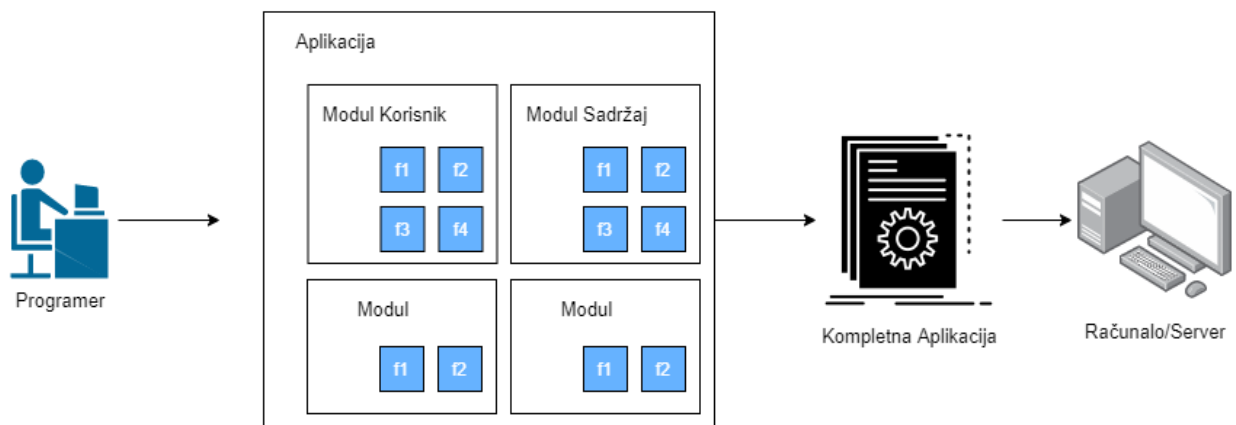 Aplikacija
Modul Korisnik
f1 f2
f3 f4
Modul Sadržaj
f1 f2
f3 f4
Modul
f1 f2
Modul
f1 f2
Programer
Kompletna Aplikacija
Računalo/Server